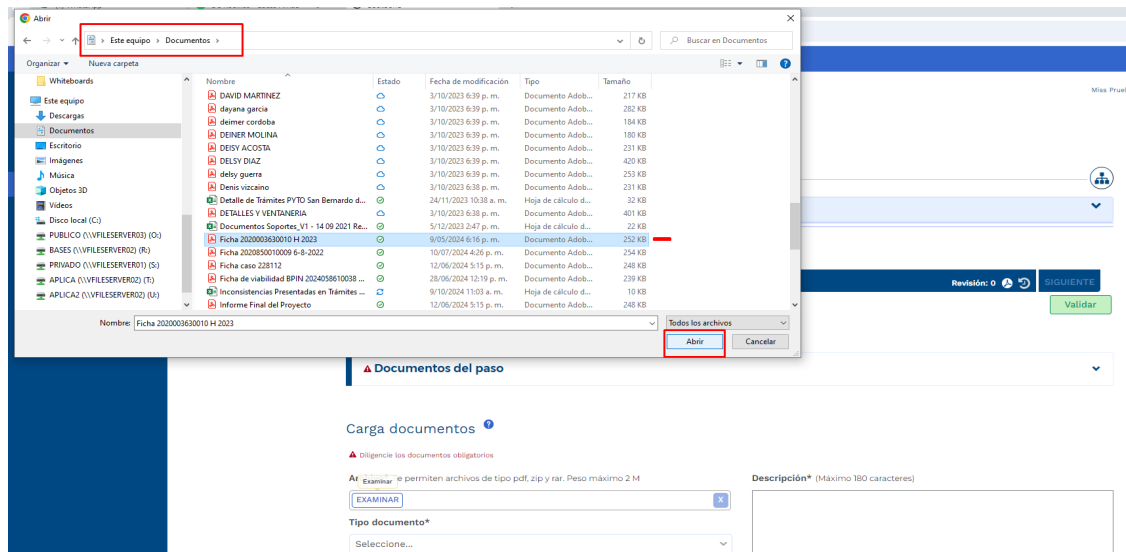 Abrir
Este equipo > Documentos >
Buscar en Documentos
Organizar Nueva carpeta
Whiteboards
Este equipo
Descargas
Documentos
Escritorio
Imágenes
Música
Objetos 3D
Vídeos
Disco local (C:)
PUBLICO (\\VFILESERVER03) (O:)
BASES (\\VFILESERVER02) (R:)
PRIVADO (\\VFILESERVER01) (S:)
APLICA (\\VFILESERVER02) (T:)
APLICA2 (\\VFILESERVER02) (U:)
Nombre Estado Fecha de modificación Tipo Tamaño
DAVID MARTINEZ 3/10/2023 6:39 p. m. Documento Adob... 217 KB
dayana garcia 3/10/2023 6:39 p. m. Documento Adob... 282 KB
deimer cordoba 3/10/2023 6:39 p. m. Documento Adob... 184 KB
DEINER MOLINA 3/10/2023 6:39 p. m. Documento Adob... 180 KB
DEISY ACOSTA 3/10/2023 6:39 p. m. Documento Adob... 231 KB
DELSY DIAZ 3/10/2023 6:39 p. m. Documento Adob... 420 KB
delsy guerra 3/10/2023 6:39 p. m. Documento Adob... 253 KB
Denis vizcaino 3/10/2023 6:38 p. m. Documento Adob... 231 KB
Detalle de Trámites PYTO San Bernardo d... 24/11/2023 10:38 a. m. Hoja de cálculo d... 32 KB
DETALLES Y VENTANERIA 3/10/2023 6:38 p. m. Documento Adob... 401 KB
Documentos Soportes_V1 - 14 09 2021 Re... 5/12/2023 2:47 p. m. Hoja de cálculo d... 22 KB
Ficha 2020003630010 H 2023 9/05/2024 6:16 p. m. Documento Adob... 252 KB
Ficha 2020850010009 6-8-2022 10/07/2024 4:26 p. m. Documento Adob... 254 KB
Ficha caso 228112 12/06/2024 5:15 p. m. Documento Adob... 248 KB
Ficha de viabilidad BPIN 2024058610038 ... 28/06/2024 12:19 p. m. Documento Adob... 239 KB
Inconsistencias Presentadas en Trámites ... 9/10/2024 11:03 a. m. Hoja de cálculo d... 10 KB
Informe Final del Proyecto 12/06/2024 5:15 p. m. Documento Adob... 248 KB
Nombre: Ficha 2020003630010 H 2023
Todos los archivos
Abrir Cancelar
Revisión: 0 SIGUIENTE
Validar
Documentos del paso
Carga documentos
Diligencie los documentos obligatorios
Examinar
permiten archivos de tipo pdf, zip y rar. Peso máximo 2 M
Descripción* (Máximo 180 caracteres)
EXAMINAR X
Tipo documento*
Seleccione...